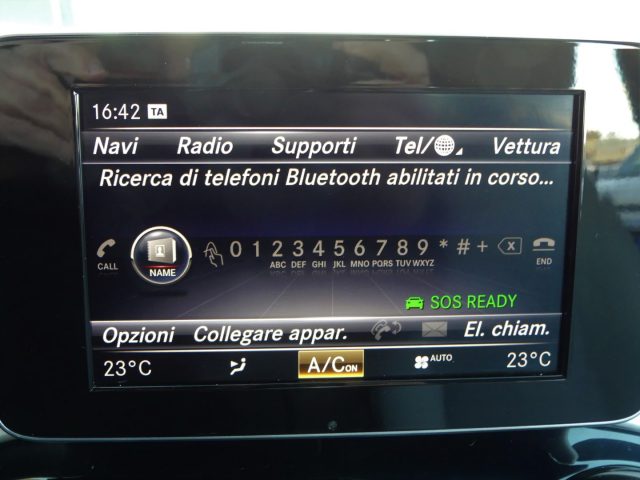 16:42 TA
Navi Radio Supporti Tel/ Vettura
Ricerca di telefoni Bluetooth abilitati in corso...
0 1 2 3 4 5 6 7 8 9 * # +
CALL NAME ABC DEF GHI JKL MNO PQRS TUV WXYZ END
SOS READY
Opzioni Collegare appar. El. chiam.
23°C A/C ON AUTO 23°C